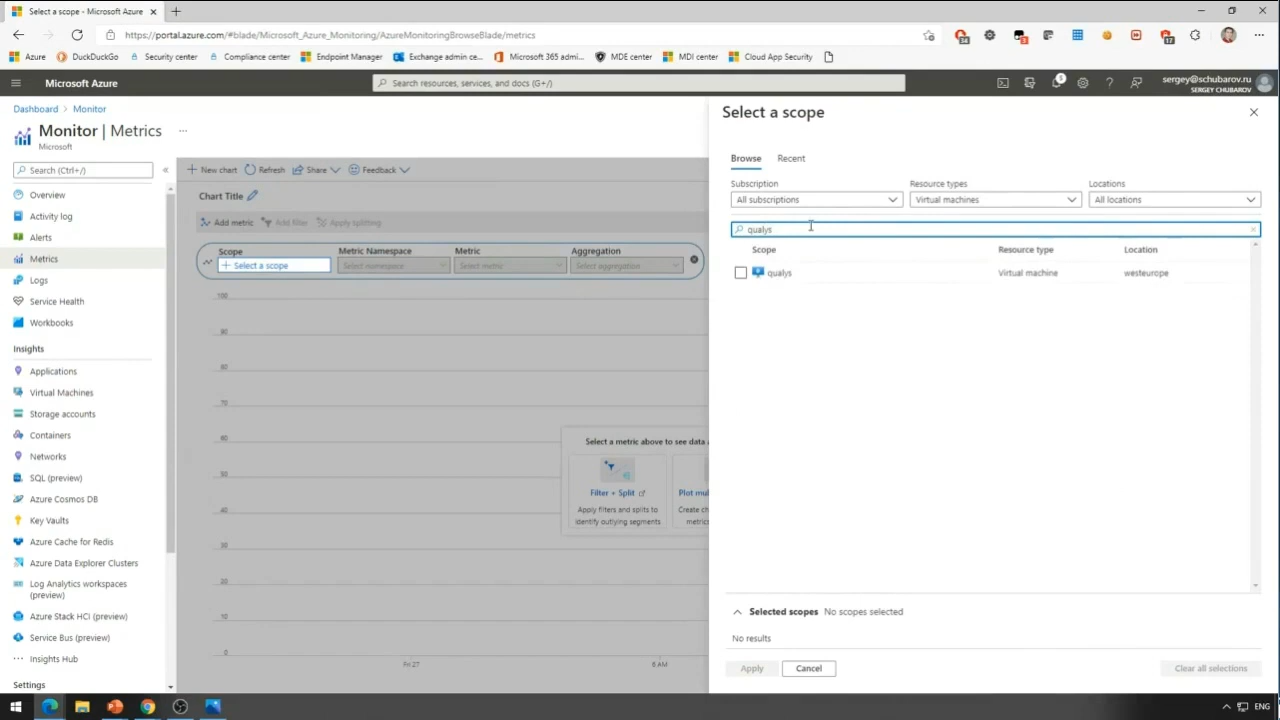 Select a scope - Microsoft Azure
https://portal.azure.com/#blade/Microsoft_Azure_Monitoring/AzureMonitoringBrowseBlade/metrics
Azure
DuckDuckGo
Security center
Compliance center
Endpoint Manager
Exchange admin ce...
Microsoft 365 admi...
MDE center
MDI center
Cloud App Security
Microsoft Azure
Search resources, services, and docs (G+/)
1
sergey@schubarov.ru
SERGEY CHUBAROV
Dashboard > Monitor
Monitor | Metrics ...
Microsoft
Search (Ctrl+/)
«
Overview
Activity log
Alerts
Metrics
Logs
Service Health
Workbooks
Insights
Applications
Virtual Machines
Storage accounts
Containers
Networks
SQL (preview)
Azure Cosmos DB
Key Vaults
Azure Cache for Redis
Azure Data Explorer Clusters
Log Analytics workspaces
(preview)
Azure Stack HCI (preview)
Service Bus (preview)
Insights Hub
Settings
New chart
Refresh
Share
Feedback
Chart Title
Add metric
Add filter
Apply splitting
Scope
Metric Namespace
Metric
Aggregation
+ Select a scope
Select namespace
Select metric
Select aggregation
100
90
80
70
60
50
40
30
20
10
0
Fri 27
6 AM
Select a metric above to see data a
Filter + Split
Apply filters and splits to
identify outlying segments
Plot mul
Create ch
metrics
Select a scope
Browse
Recent
Subscription
Resource types
Locations
All subscriptions
Virtual machines
All locations
qualys
Scope
Resource type
Location
qualys
Virtual machine
westeurope
Selected scopes No scopes selected
No results
Apply
Cancel
Clear all selections
ENG